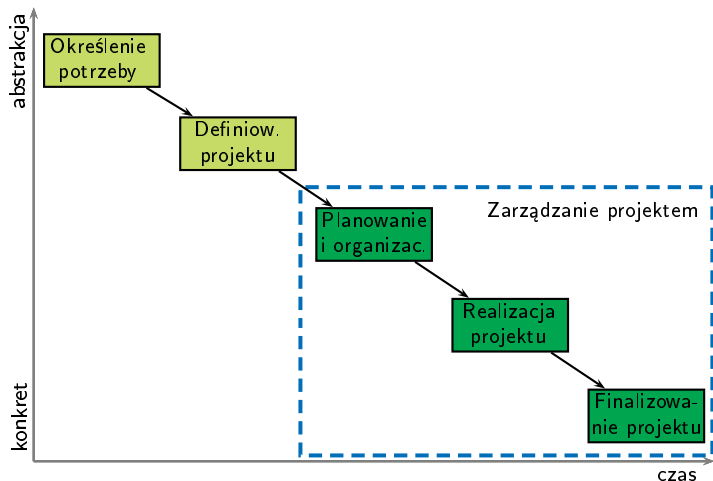 abstrakcja
Określenie
potrzeby
Definiow.
projektu
Zarządzanie projektem
Planowanie
i organizac.
Realizacja
projektu
Finalizowa-
nie projektu
konkret
czas